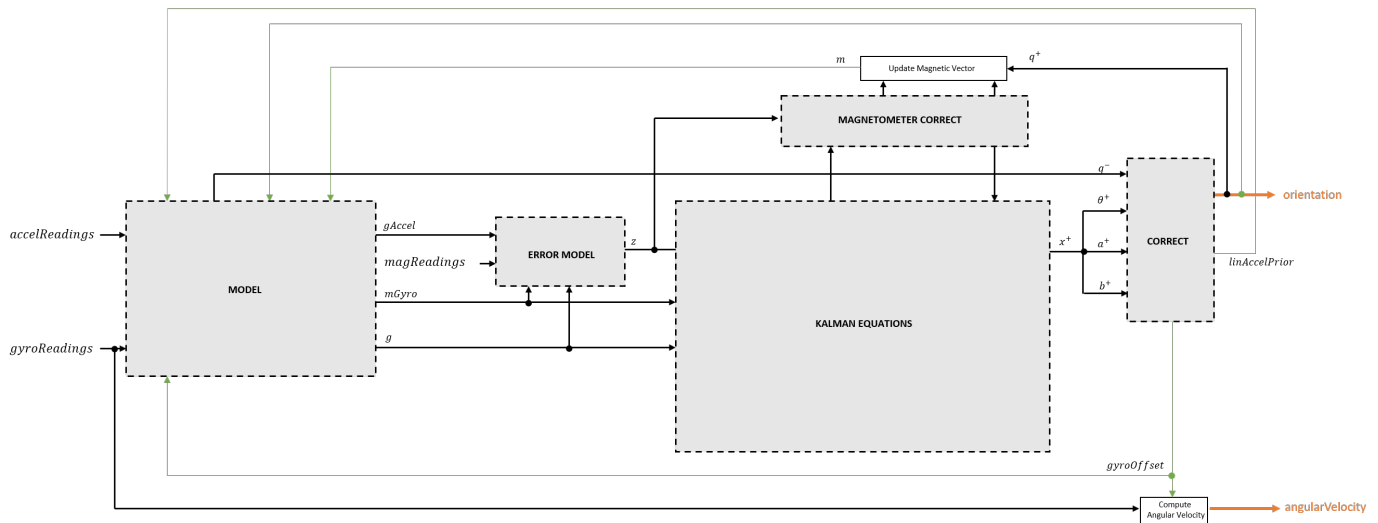 m
Update Magnetic Vector
q⁺
MAGNETOMETER CORRECT
q⁻
orientation
θ⁺
accelReadings
gAccel
z
x⁺
a⁺
CORRECT
magReadings
ERROR MODEL
linAccelPrior
MODEL
mGyro
b⁺
KALMAN EQUATIONS
gyroReadings
g
gyroOffset
Compute
Angular Velocity
angularVelocity